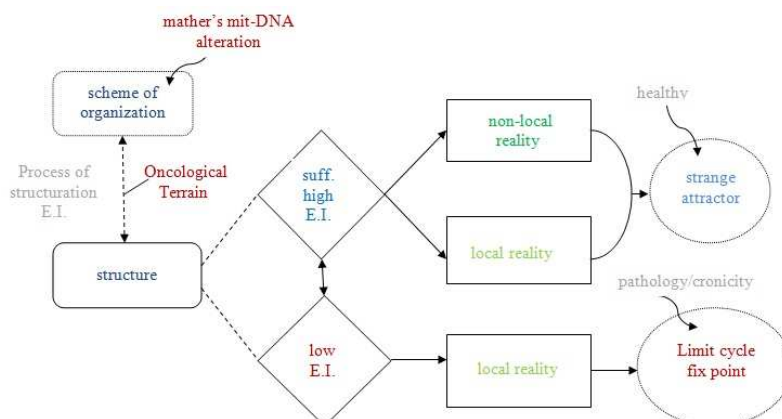 mather's mit-DNA
alteration
scheme of
organization
Process of
structuration
E.I.
Oncological
Terrain
structure
suff.
high
E.I.
low
E.I.
non-local
reality
local reality
local reality
healthy
strange
attractor
pathology/cronicity
Limit cycle
fix point